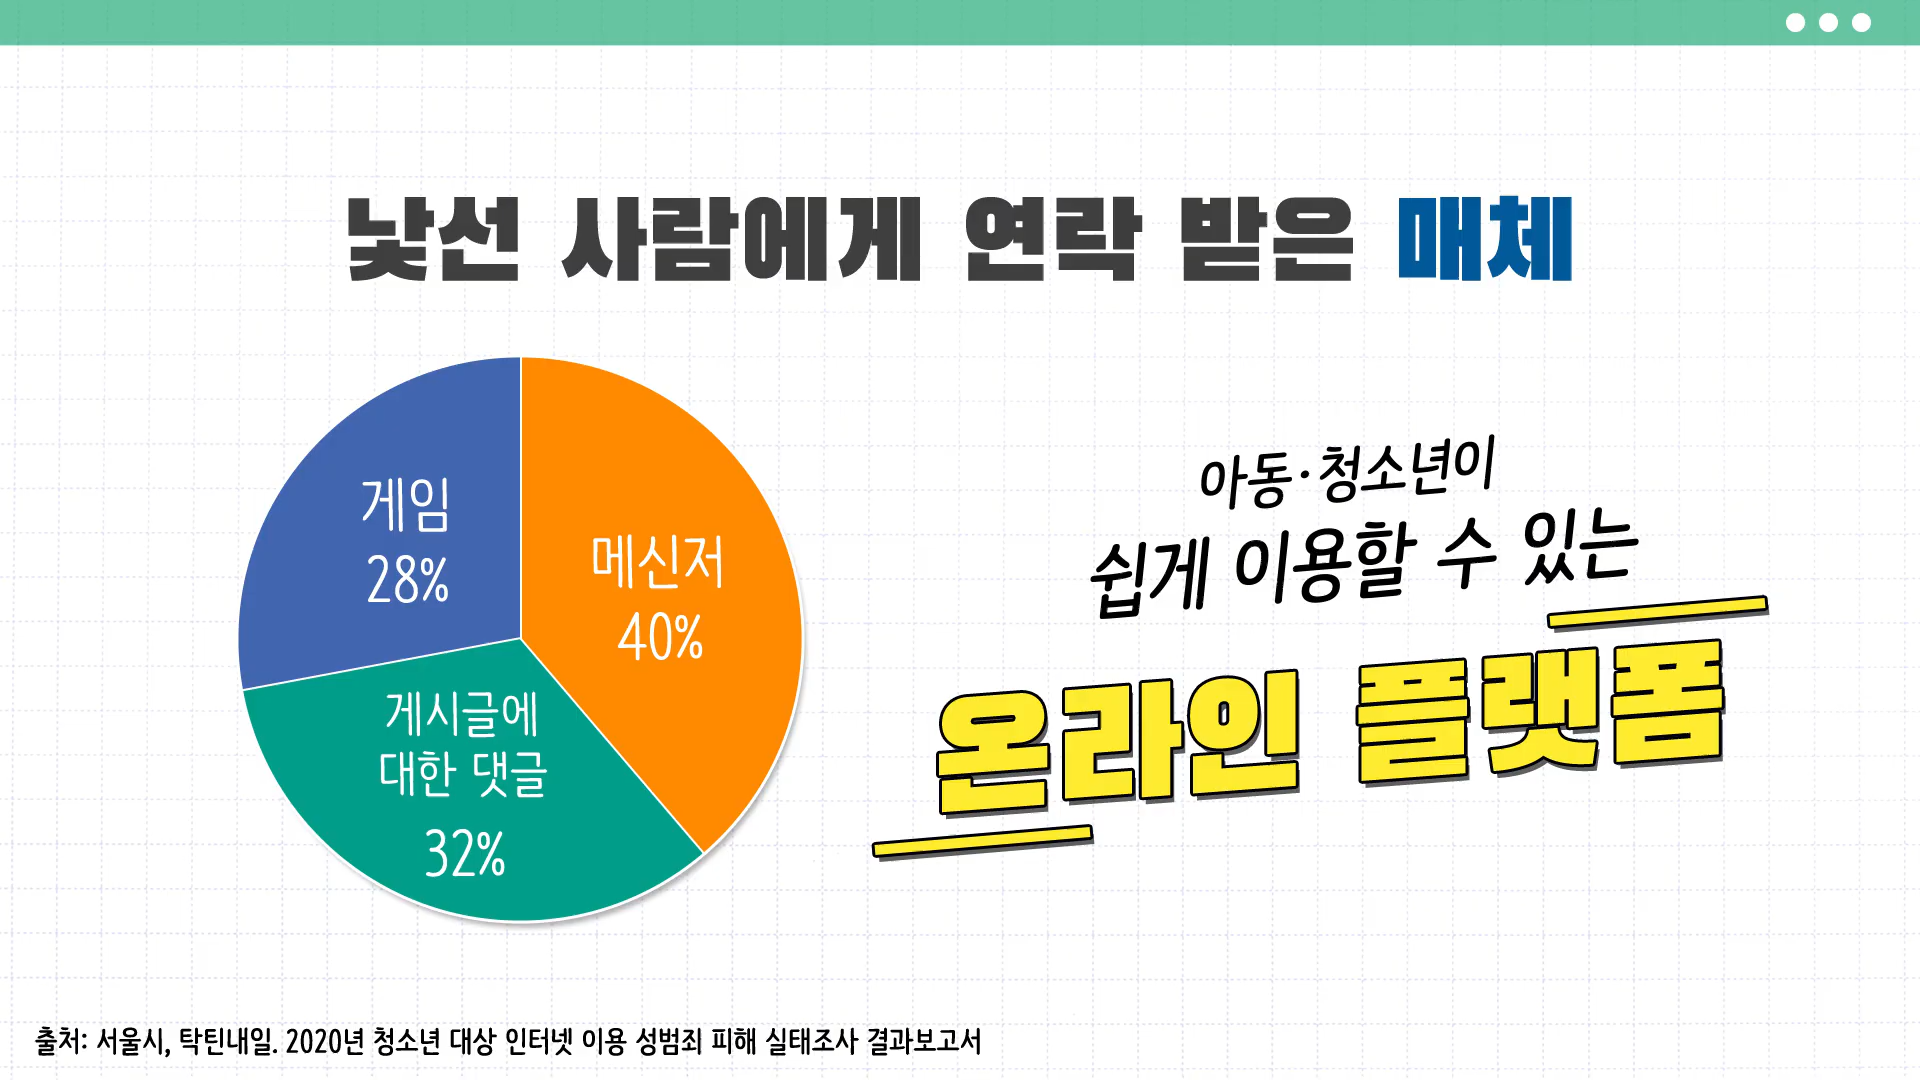 낯선 사람에게 연락 받은 매체
게임
28%
메신저
40%
게시글에
대한 댓글
32%
아동·청소년이
쉽게 이용할 수 있는
온라인 플랫폼
출처: 서울시, 탁틴내일. 2020년 청소년 대상 인터넷 이용 성범죄 피해 실태조사 결과보고서